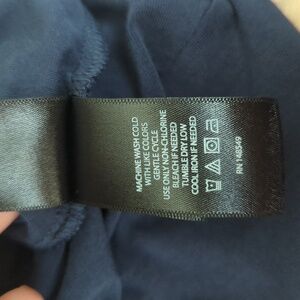 MACHINE WASH COLD
WITH LIKE COLORS
GENTLE CYCLE
USE ONLY NON-CHLORINE
BLEACH IF NEEDED
TUMBLE DRY LOW
COOL IRON IF NEEDED
RN 148549